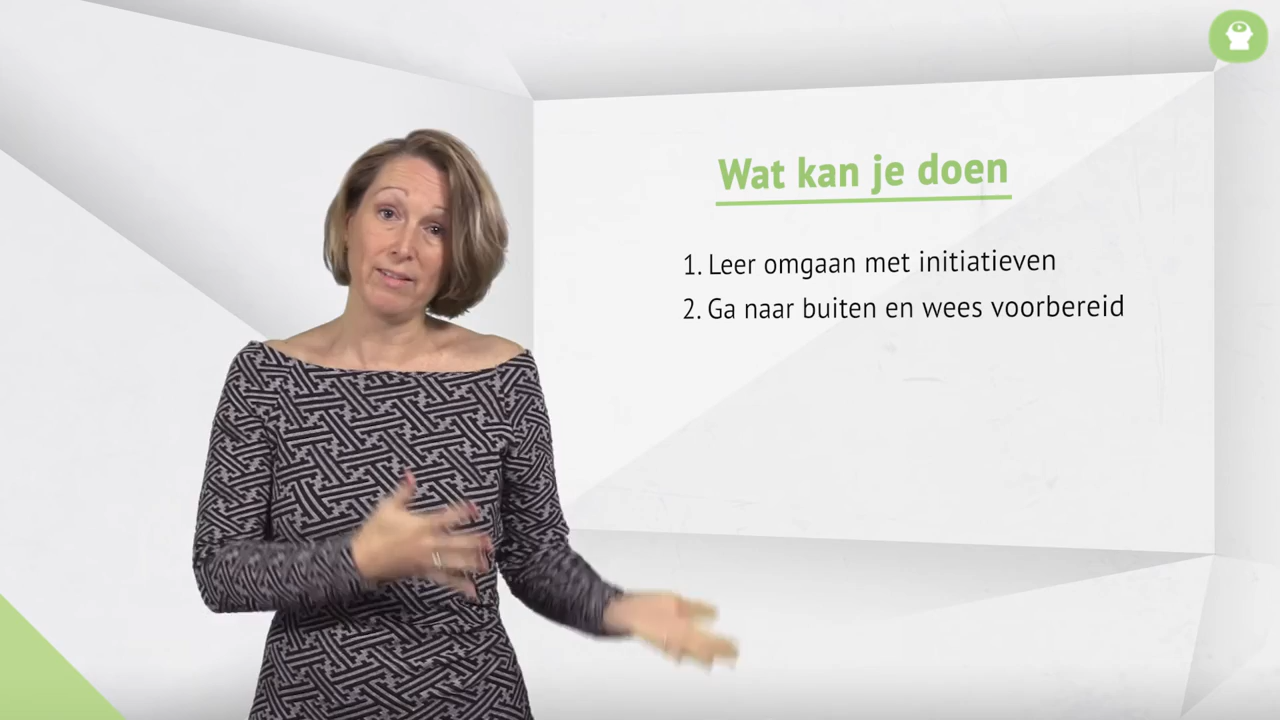 Wat kan je doen
1. Leer omgaan met initiatieven
2. Ga naar buiten en wees voorbereid